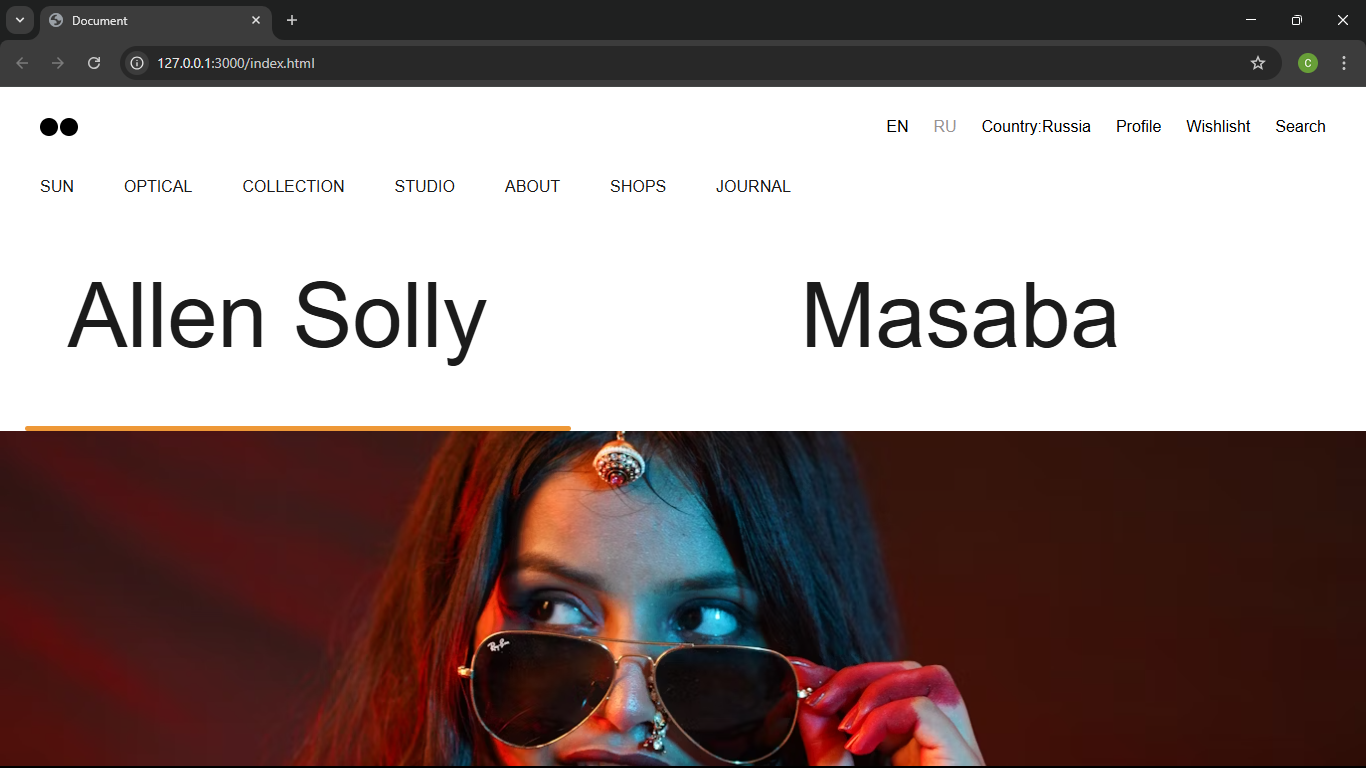 Document
127.0.0.1:3000/index.html
C
EN RU Country:Russia Profile Wishlisht Search
SUN OPTICAL COLLECTION STUDIO ABOUT SHOPS JOURNAL
Allen Solly Masaba
Ray-Ban